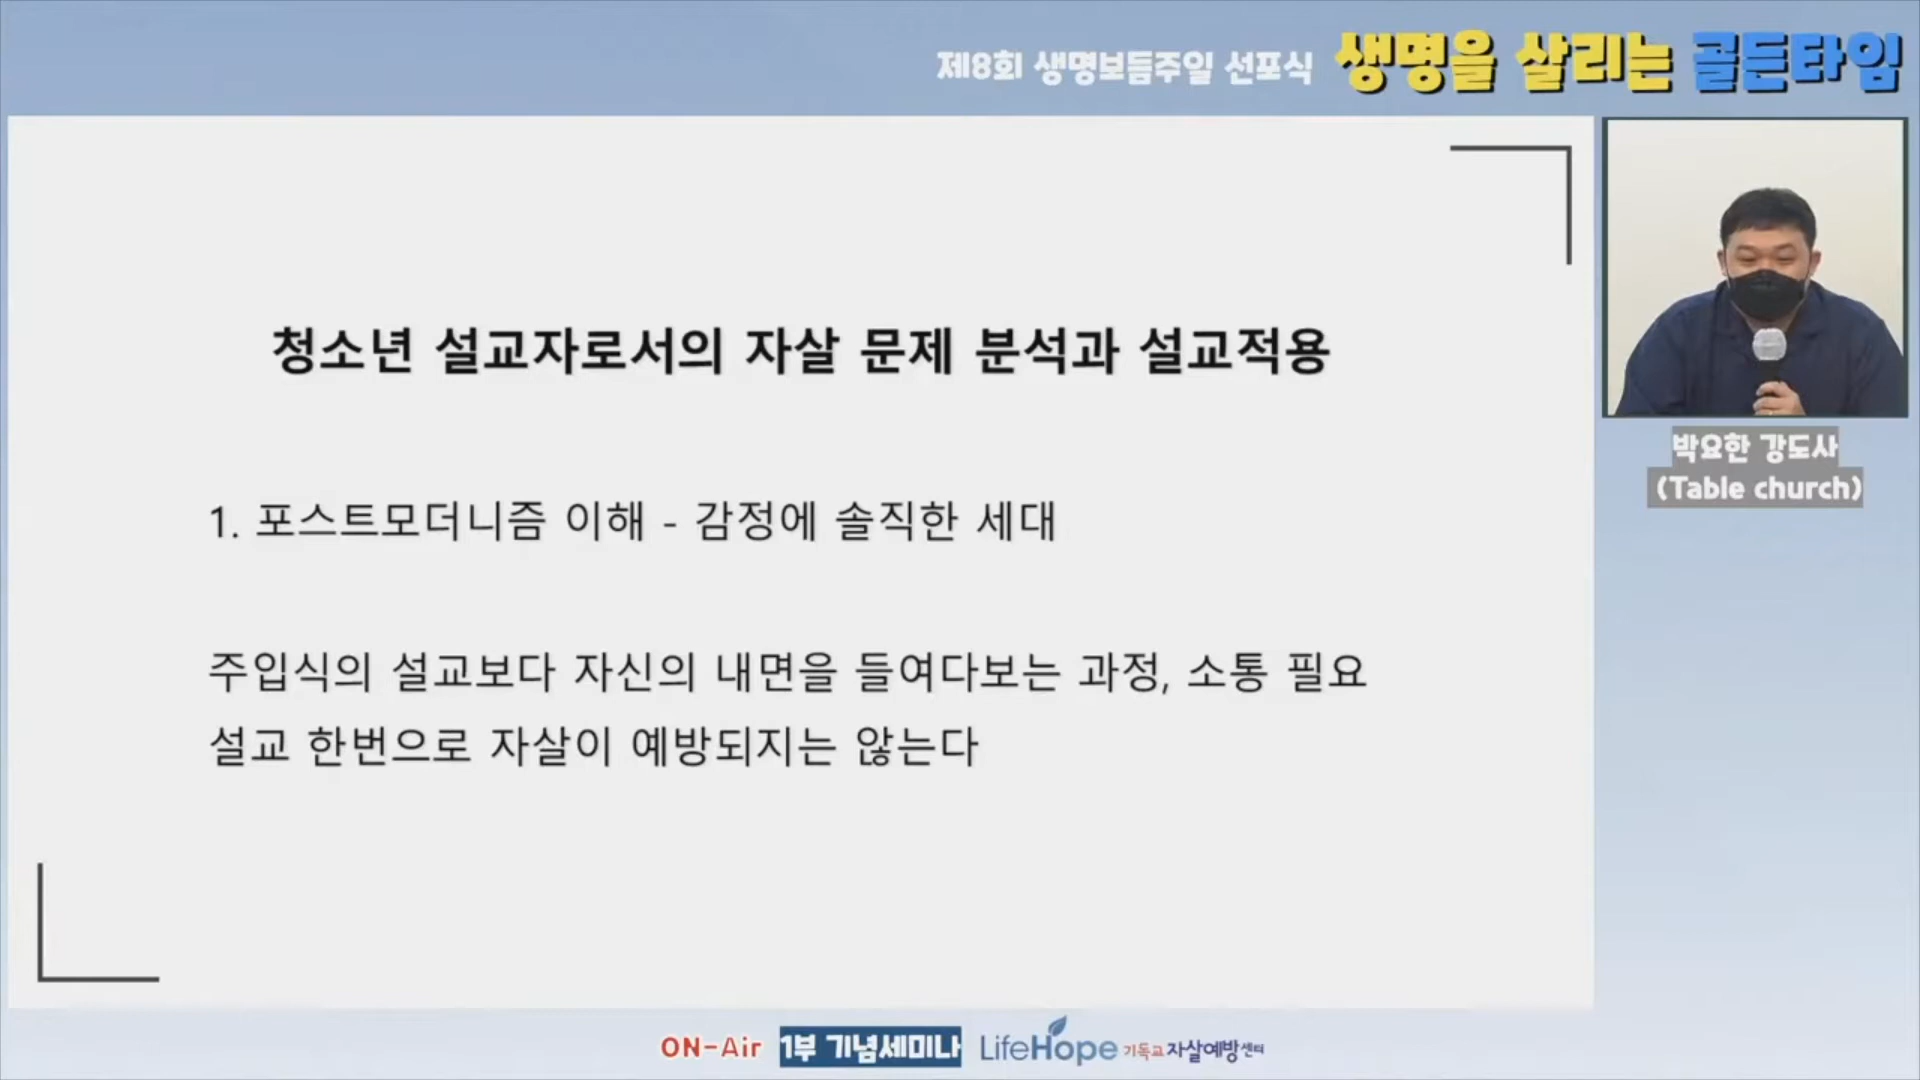 제8회 생명보듬주일 선포식 생명을 살리는 골든타임
청소년 설교자로서의 자살 문제 분석과 설교적용
1. 포스트모더니즘 이해 - 감정에 솔직한 세대
주입식의 설교보다 자신의 내면을 들여다보는 과정, 소통 필요
설교 한번으로 자살이 예방되지는 않는다
박요한 강도사
(Table church)
ON-Air 1부 기념세미나 LifeHope 기독교자살예방센터